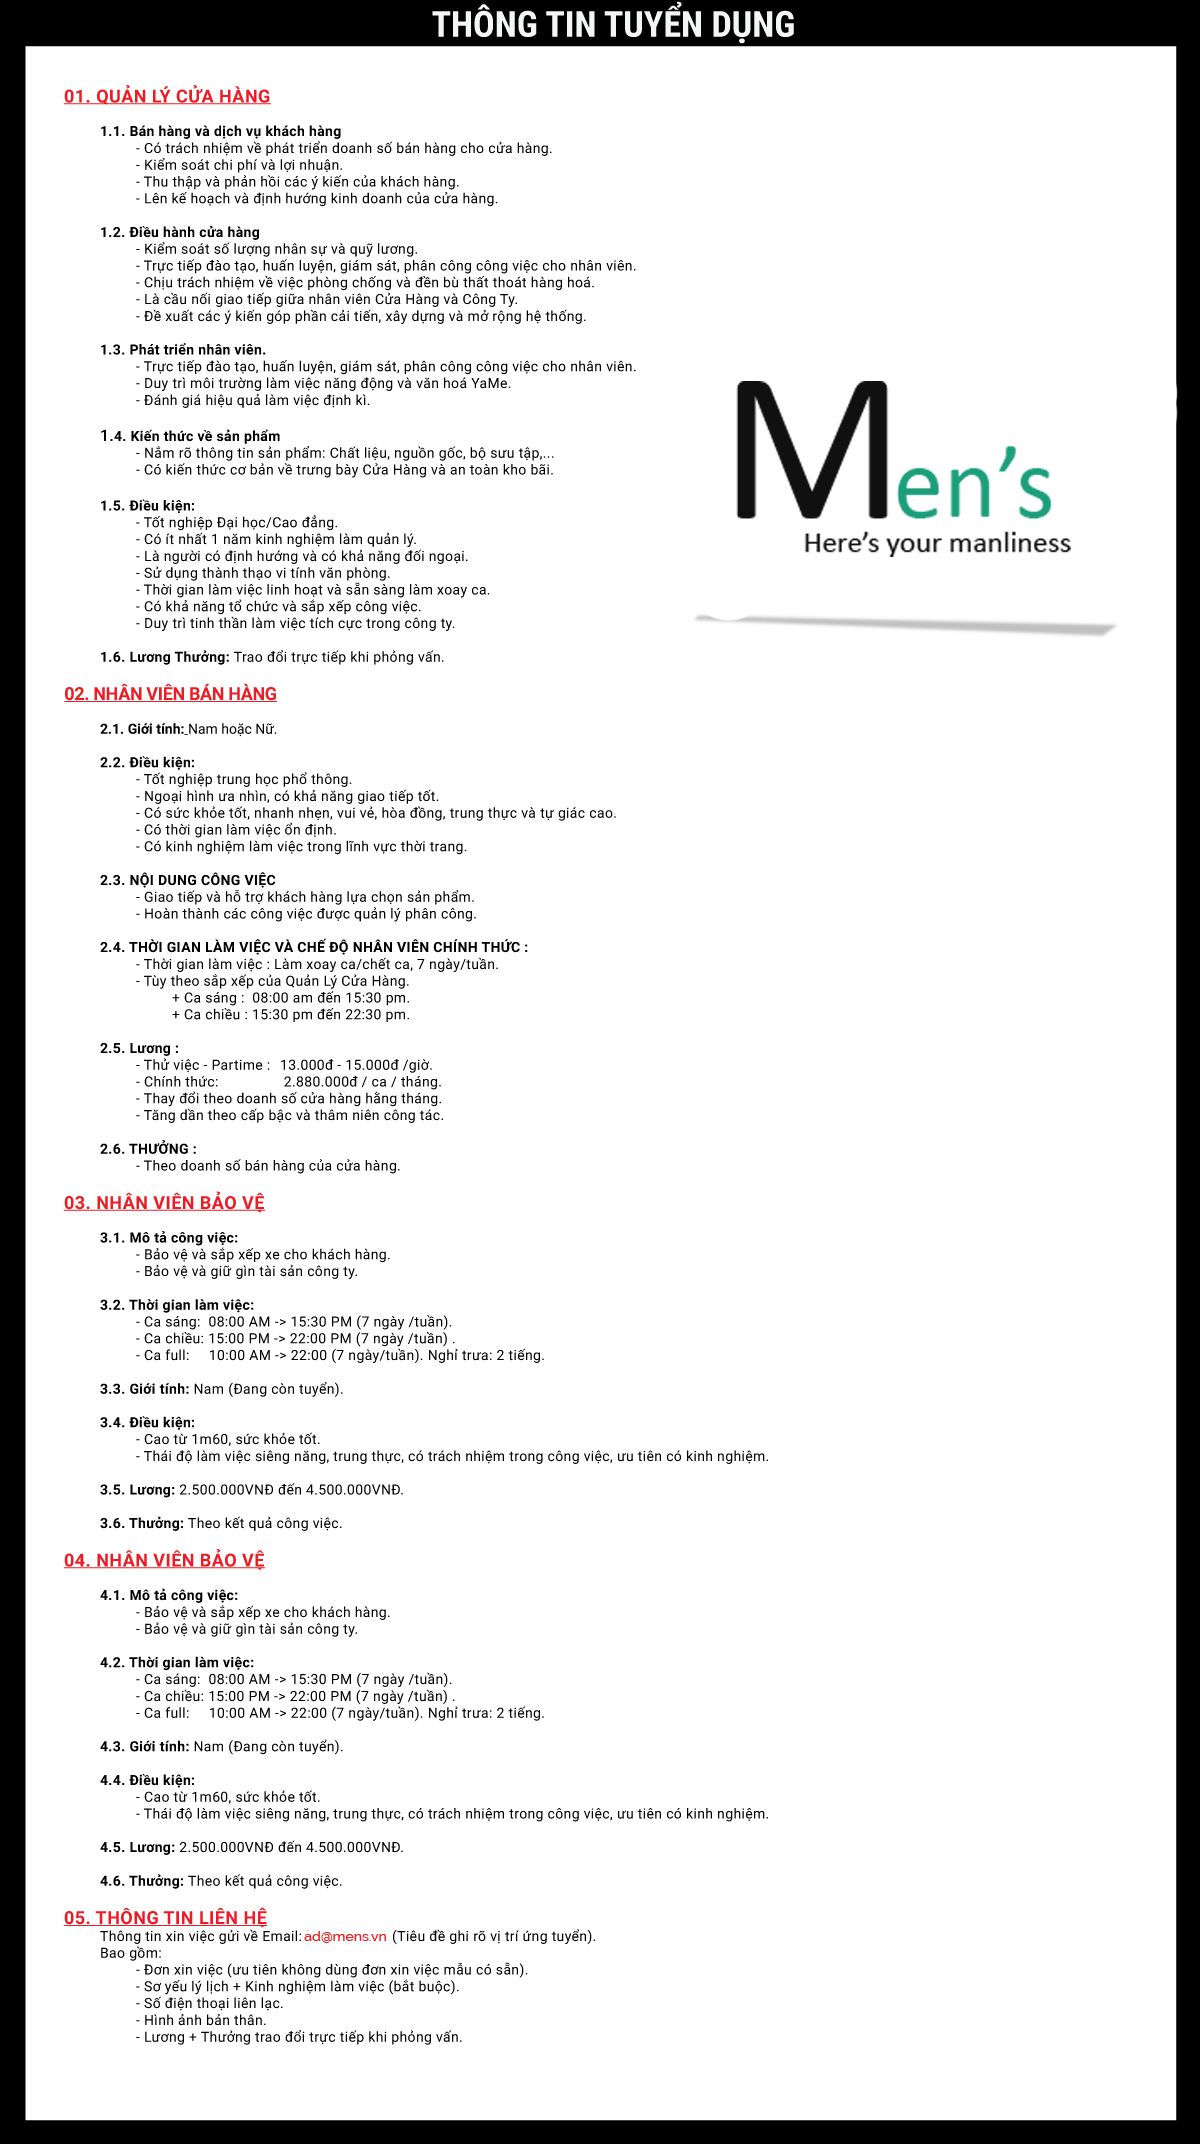 THÔNG TIN TUYỂN DỤNG
01. QUẢN LÝ CỬA HÀNG
1.1. Bán hàng và dịch vụ khách hàng
- Có trách nhiệm về phát triển doanh số bán hàng cho cửa hàng.
- Kiểm soát chi phí và lợi nhuận.
- Thu thập và phản hồi các ý kiến của khách hàng.
- Lên kế hoạch và định hướng kinh doanh của cửa hàng.
1.2. Điều hành cửa hàng
- Kiểm soát số lượng nhân sự và quỹ lương.
- Trực tiếp đào tạo, huấn luyện, giám sát, phân công công việc cho nhân viên.
- Chịu trách nhiệm về việc phòng chống và đền bù thất thoát hàng hoá.
- Là cầu nối giao tiếp giữa nhân viên Cửa Hàng và Công Ty.
- Đề xuất các ý kiến góp phần cải tiến, xây dựng và mở rộng hệ thống.
1.3. Phát triển nhân viên.
- Trực tiếp đào tạo, huấn luyện, giám sát, phân công công việc cho nhân viên.
- Duy trì môi trường làm việc năng động và văn hoá YaMe.
- Đánh giá hiệu quả làm việc định kì.
1.4. Kiến thức về sản phẩm
- Nắm rõ thông tin sản phẩm: Chất liệu, nguồn gốc, bộ sưu tập,...
- Có kiến thức cơ bản về trưng bày Cửa Hàng và an toàn kho bãi.
1.5. Điều kiện:
- Tốt nghiệp Đại học/Cao đẳng.
- Có ít nhất 1 năm kinh nghiệm làm quản lý.
- Là người có định hướng và có khả năng đối ngoại.
- Sử dụng thành thạo vi tính văn phòng.
- Thời gian làm việc linh hoạt và sẵn sàng làm xoay ca.
- Có khả năng tổ chức và sắp xếp công việc.
- Duy trì tinh thần làm việc tích cực trong công ty.
1.6. Lương Thưởng: Trao đổi trực tiếp khi phỏng vấn.
Men's
Here's your manliness
02. NHÂN VIÊN BÁN HÀNG
2.1. Giới tính: Nam hoặc Nữ.
2.2. Điều kiện:
- Tốt nghiệp trung học phổ thông.
- Ngoại hình ưa nhìn, có khả năng giao tiếp tốt.
- Có sức khỏe tốt, nhanh nhẹn, vui vẻ, hòa đồng, trung thực và tự giác cao.
- Có thời gian làm việc ổn định.
- Có kinh nghiệm làm việc trong lĩnh vực thời trang.
2.3. NỘI DUNG CÔNG VIỆC
- Giao tiếp và hỗ trợ khách hàng lựa chọn sản phẩm.
- Hoàn thành các công việc được quản lý phân công.
2.4. THỜI GIAN LÀM VIỆC VÀ CHẾ ĐỘ NHÂN VIÊN CHÍNH THỨC :
- Thời gian làm việc : Làm xoay ca/chết ca, 7 ngày/tuần.
- Tùy theo sắp xếp của Quản Lý Cửa Hàng.
+ Ca sáng : 08:00 am đến 15:30 pm.
+ Ca chiều : 15:30 pm đến 22:30 pm.
2.5. Lương :
- Thử việc - Partime : 13.000đ - 15.000đ /giờ.
- Chính thức: 2.880.000đ / ca / tháng.
- Thay đổi theo doanh số cửa hàng hằng tháng.
- Tăng dần theo cấp bậc và thâm niên công tác.
2.6. THƯỞNG :
- Theo doanh số bán hàng của cửa hàng.
03. NHÂN VIÊN BẢO VỆ
3.1. Mô tả công việc:
- Bảo vệ và sắp xếp xe cho khách hàng.
- Bảo vệ và giữ gìn tài sản công ty.
3.2. Thời gian làm việc:
- Ca sáng: 08:00 AM -> 15:30 PM (7 ngày /tuần).
- Ca chiều: 15:00 PM -> 22:00 PM (7 ngày /tuần) .
- Ca full: 10:00 AM -> 22:00 (7 ngày/tuần). Nghỉ trưa: 2 tiếng.
3.3. Giới tính: Nam (Đang còn tuyển).
3.4. Điều kiện:
- Cao từ 1m60, sức khỏe tốt.
- Thái độ làm việc siêng năng, trung thực, có trách nhiệm trong công việc, ưu tiên có kinh nghiệm.
3.5. Lương: 2.500.000VNĐ đến 4.500.000VNĐ.
3.6. Thưởng: Theo kết quả công việc.
04. NHÂN VIÊN BẢO VỆ
4.1. Mô tả công việc:
- Bảo vệ và sắp xếp xe cho khách hàng.
- Bảo vệ và giữ gìn tài sản công ty.
4.2. Thời gian làm việc:
- Ca sáng: 08:00 AM -> 15:30 PM (7 ngày /tuần).
- Ca chiều: 15:00 PM -> 22:00 PM (7 ngày /tuần) .
- Ca full: 10:00 AM -> 22:00 (7 ngày/tuần). Nghỉ trưa: 2 tiếng.
4.3. Giới tính: Nam (Đang còn tuyển).
4.4. Điều kiện:
- Cao từ 1m60, sức khỏe tốt.
- Thái độ làm việc siêng năng, trung thực, có trách nhiệm trong công việc, ưu tiên có kinh nghiệm.
4.5. Lương: 2.500.000VNĐ đến 4.500.000VNĐ.
4.6. Thưởng: Theo kết quả công việc.
05. THÔNG TIN LIÊN HỆ
Thông tin xin việc gửi về Email: ad@mens.vn (Tiêu đề ghi rõ vị trí ứng tuyển).
Bao gồm:
- Đơn xin việc (ưu tiên không dùng đơn xin việc mẫu có sẵn).
- Sơ yếu lý lịch + Kinh nghiệm làm việc (bắt buộc).
- Số điện thoại liên lạc.
- Hình ảnh bản thân.
- Lương + Thưởng trao đổi trực tiếp khi phỏng vấn.